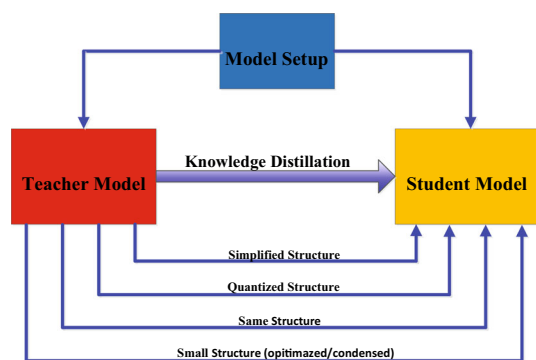 Model Setup
Knowledge Distillation
Teacher Model
Student Model
Simplified Structure
Quantized Structure
Same Structure
Small Structure (opitimazed/condensed)